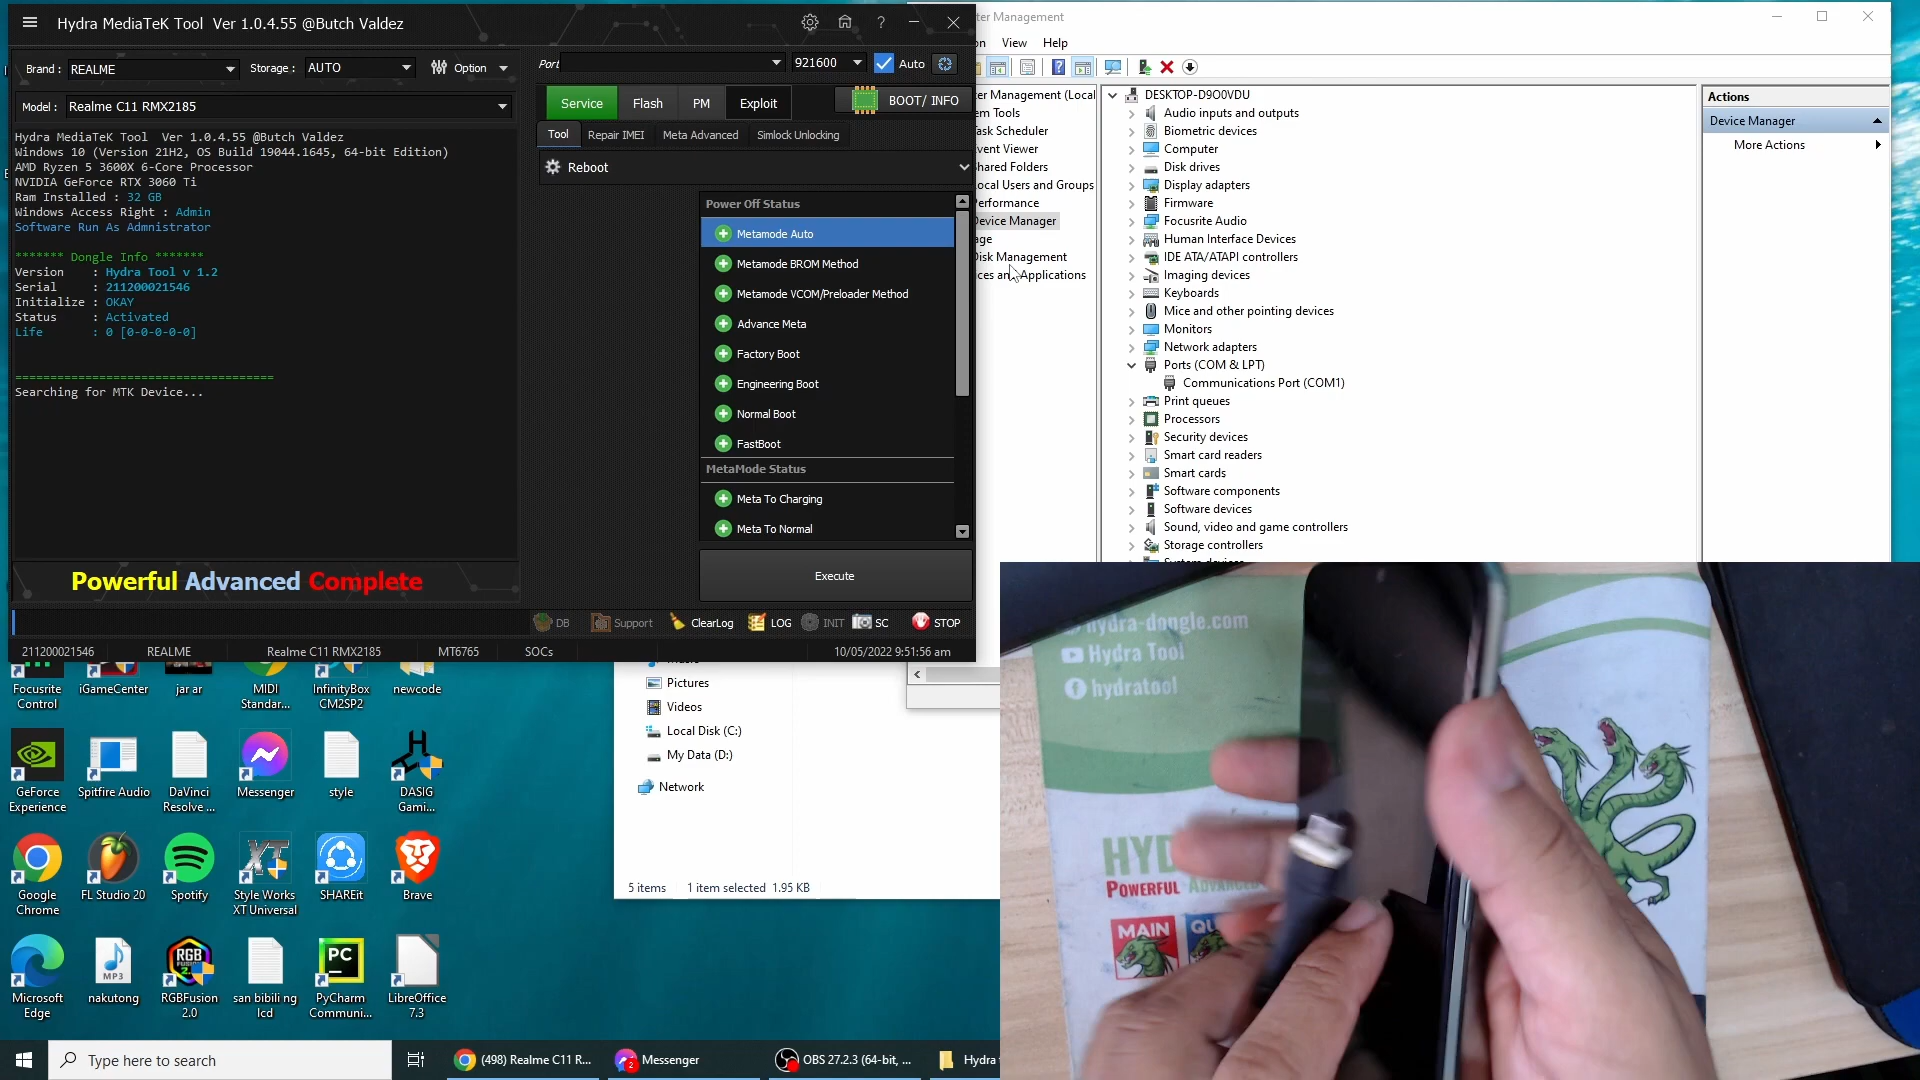 Hydra MediaTeK Tool Ver 1.0.4.55 @Butch Valdez
Brand : REALME
Storage : AUTO
Option
Model : Realme C11 RMX2185
Hydra MediaTeK Tool Ver 1.0.4.55 @Butch Valdez
Windows 10 (Version 21H2, OS Build 19044.1645, 64-bit Edition)
AMD Ryzen 5 3600X 6-Core Processor
NVIDIA GeForce RTX 3060 Ti
Ram Installed : 32 GB
Windows Access Right : Admin
Software Run As Admnistrator
******* Dongle Info *******
Version : Hydra Tool v 1.2
Serial : 211200021546
Initialize : OKAY
Status : Activated
Life : 0 [0-0-0-0-0]
=====================================
Searching for MTK Device...
Powerful Advanced Complete
Port
921600
Auto
Service
Flash
PM
Exploit
BOOT/ INFO
Tool
Repair IMEI
Meta Advanced
Simlock Unlocking
Reboot
Power Off Status
Metamode Auto
Metamode BROM Method
Metamode VCOM/Preloader Method
Advance Meta
Factory Boot
Engineering Boot
Normal Boot
FastBoot
MetaMode Status
Meta To Charging
Meta To Normal
Execute
DB
Support
ClearLog
LOG
INIT
SC
STOP
211200021546
REALME
Realme C11 RMX2185
MT6765
SOCs
10/05/2022 9:51:56 am
ter Management
on View Help
ter Management (Local
em Tools
ask Scheduler
vent Viewer
hared Folders
ocal Users and Groups
erformance
evice Manager
age
Disk Management
ces and Applications
DESKTOP-D9O0VDU
Audio inputs and outputs
Biometric devices
Computer
Disk drives
Display adapters
Firmware
Focusrite Audio
Human Interface Devices
IDE ATA/ATAPI controllers
Imaging devices
Keyboards
Mice and other pointing devices
Monitors
Network adapters
Ports (COM & LPT)
Communications Port (COM1)
Print queues
Processors
Security devices
Smart card readers
Smart cards
Software components
Software devices
Sound, video and game controllers
Storage controllers
Actions
Device Manager
More Actions
Pictures
Videos
Local Disk (C:)
My Data (D:)
Network
5 items
1 item selected 1.95 KB
Focusrite
Control
iGameCenter
jar ar
MIDI
Standar...
InfinityBox
CM2SP2
newcode
GeForce
Experience
Spitfire Audio
DaVinci
Resolve ...
Messenger
style
DASIG
Gami...
Google
Chrome
FL Studio 20
Spotify
XT
Style Works
XT Universal
SHAREit
Brave
Microsoft
Edge
MP3
nakutong
RGB
RGBFusion
2.0
san bibili ng
lcd
PC
PyCharm
Communi...
LibreOffice
7.3
hydra-dongle.com
Hydra Tool
hydratool
HYD
POWERFUL ADVANCED
MAIN
QU
Type here to search
(498) Realme C11 R...
2
Messenger
OBS 27.2.3 (64-bit, ...
Hydra